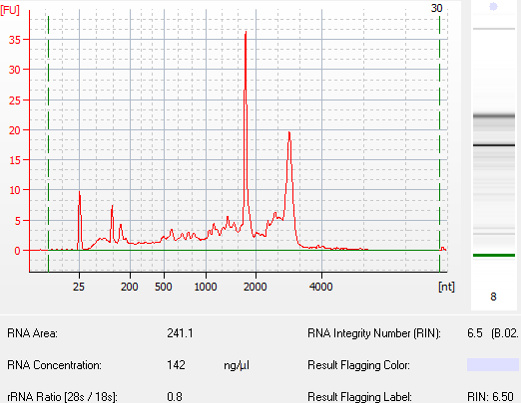 [FU]
30
35
30
25
20
15
10
5
0
25 200 500 1000 2000 4000 [nt]
8
RNA Area: 241.1
RNA Concentration: 142 ng/µl
rRNA Ratio [28s / 18s]: 0.8
RNA Integrity Number (RIN): 6.5 (B.02.
Result Flagging Color:
Result Flagging Label: RIN: 6.50